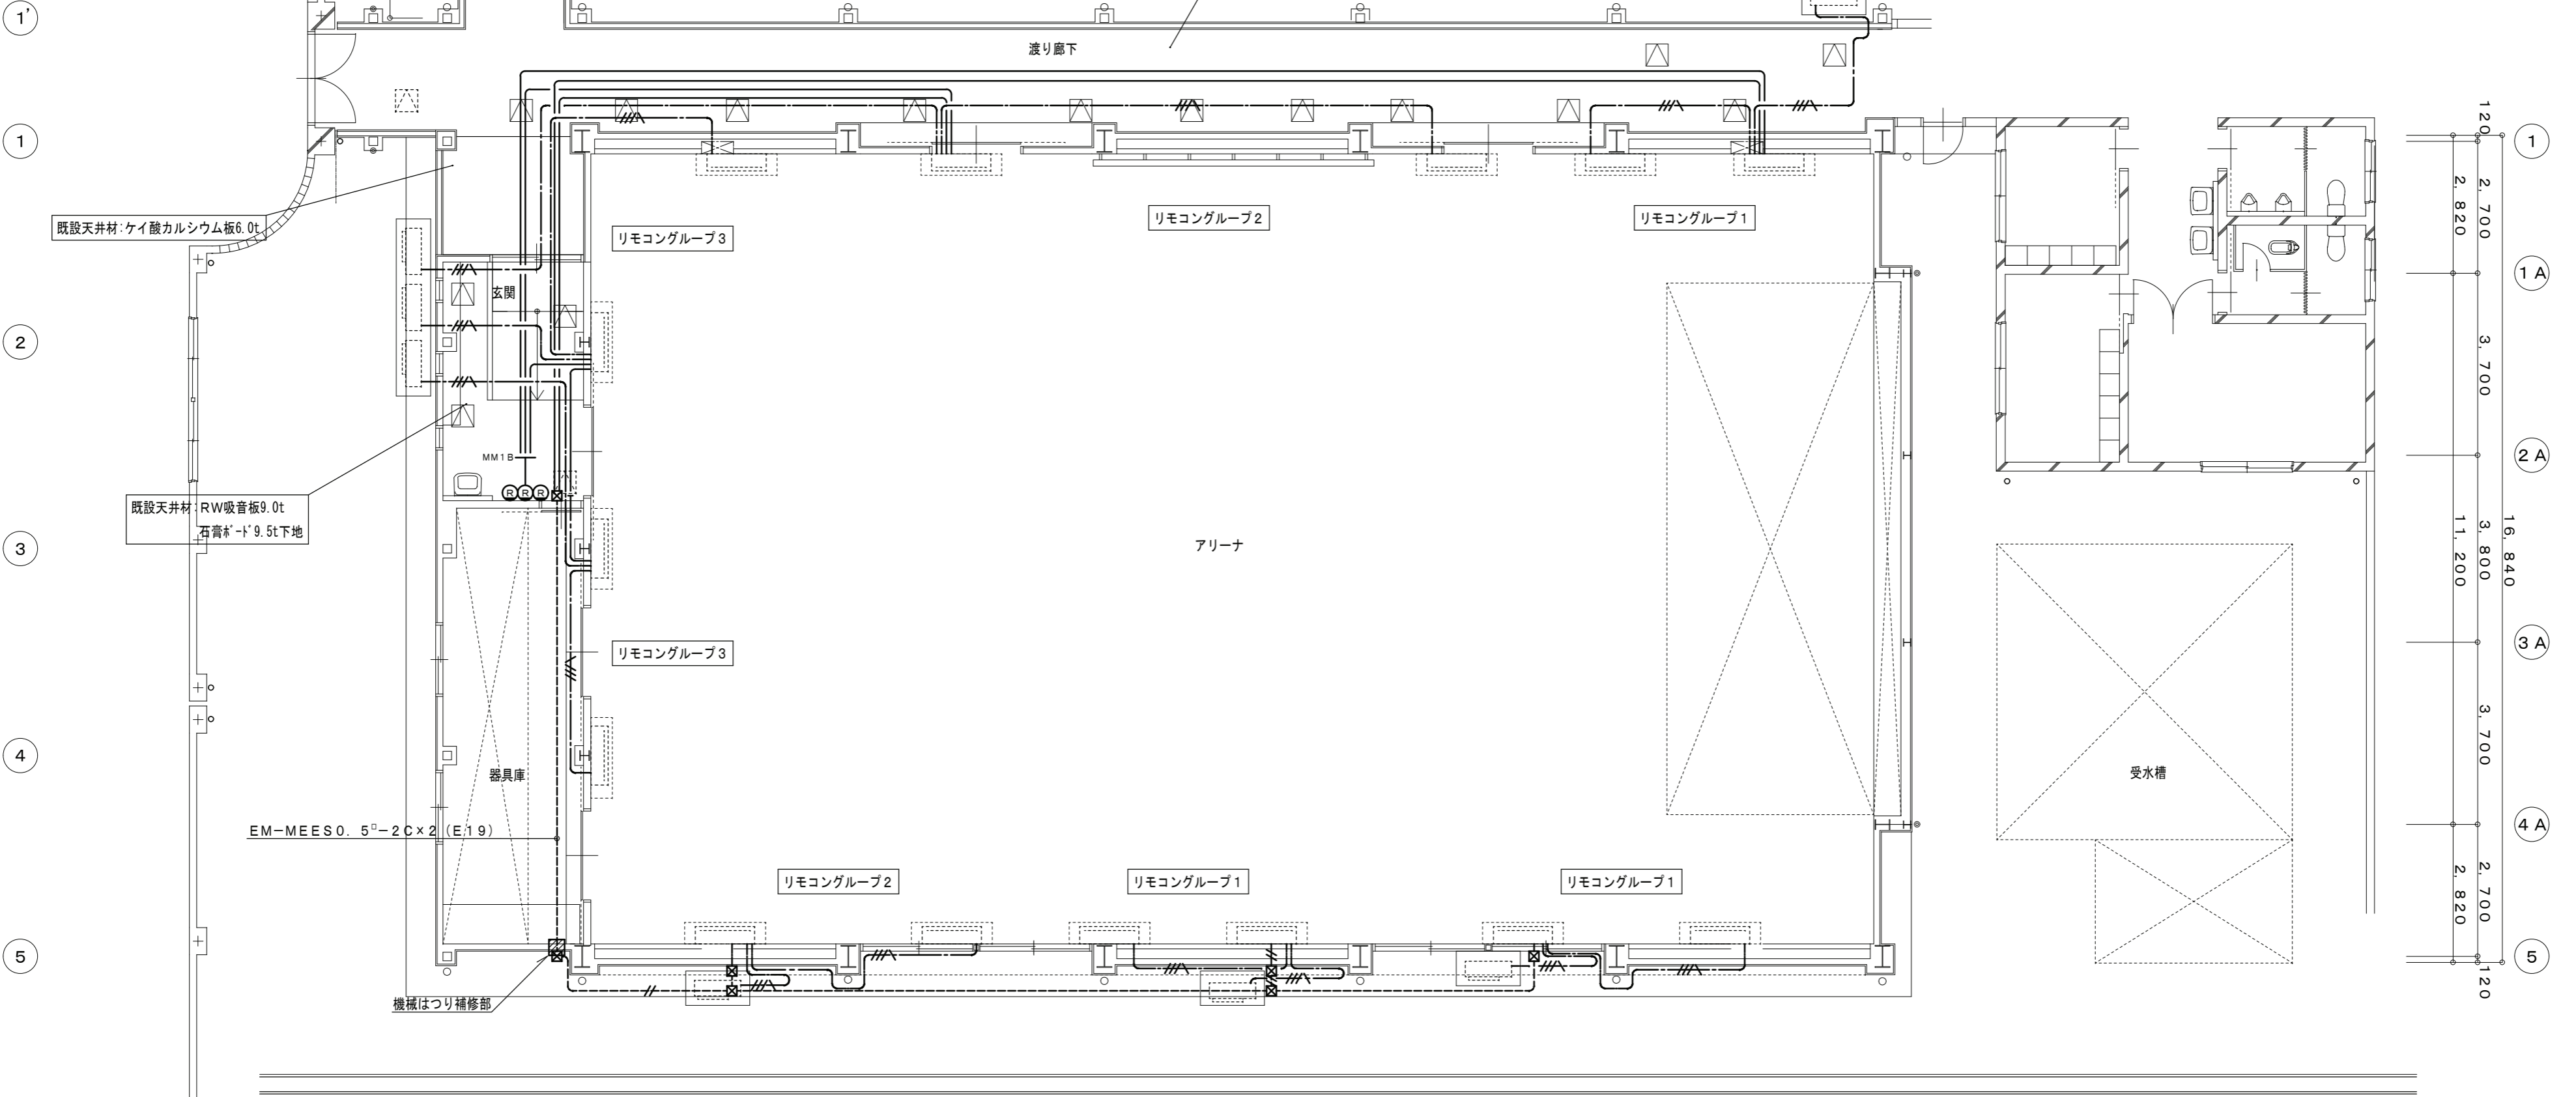 1’
渡り廊下
1
1
120
既設天井材:ケイ酸カルシウム板6.0t
リモコングループ3
リモコングループ2
リモコングループ1
2,820
2,700
1A
玄関
2
3,700
MM1B
2A
R
R
R
既設天井材:RW吸音板9.0t
石膏ﾎﾞｰﾄﾞ9.5t下地
3
アリーナ
11,200
3,800
16,840
リモコングループ3
3A
4
器具庫
3,700
受水槽
EM-MEES0.5□-2C×2(E19)
4A
リモコングループ2
リモコングループ1
リモコングループ1
2,820
2,700
5
5
120
機械はつり補修部